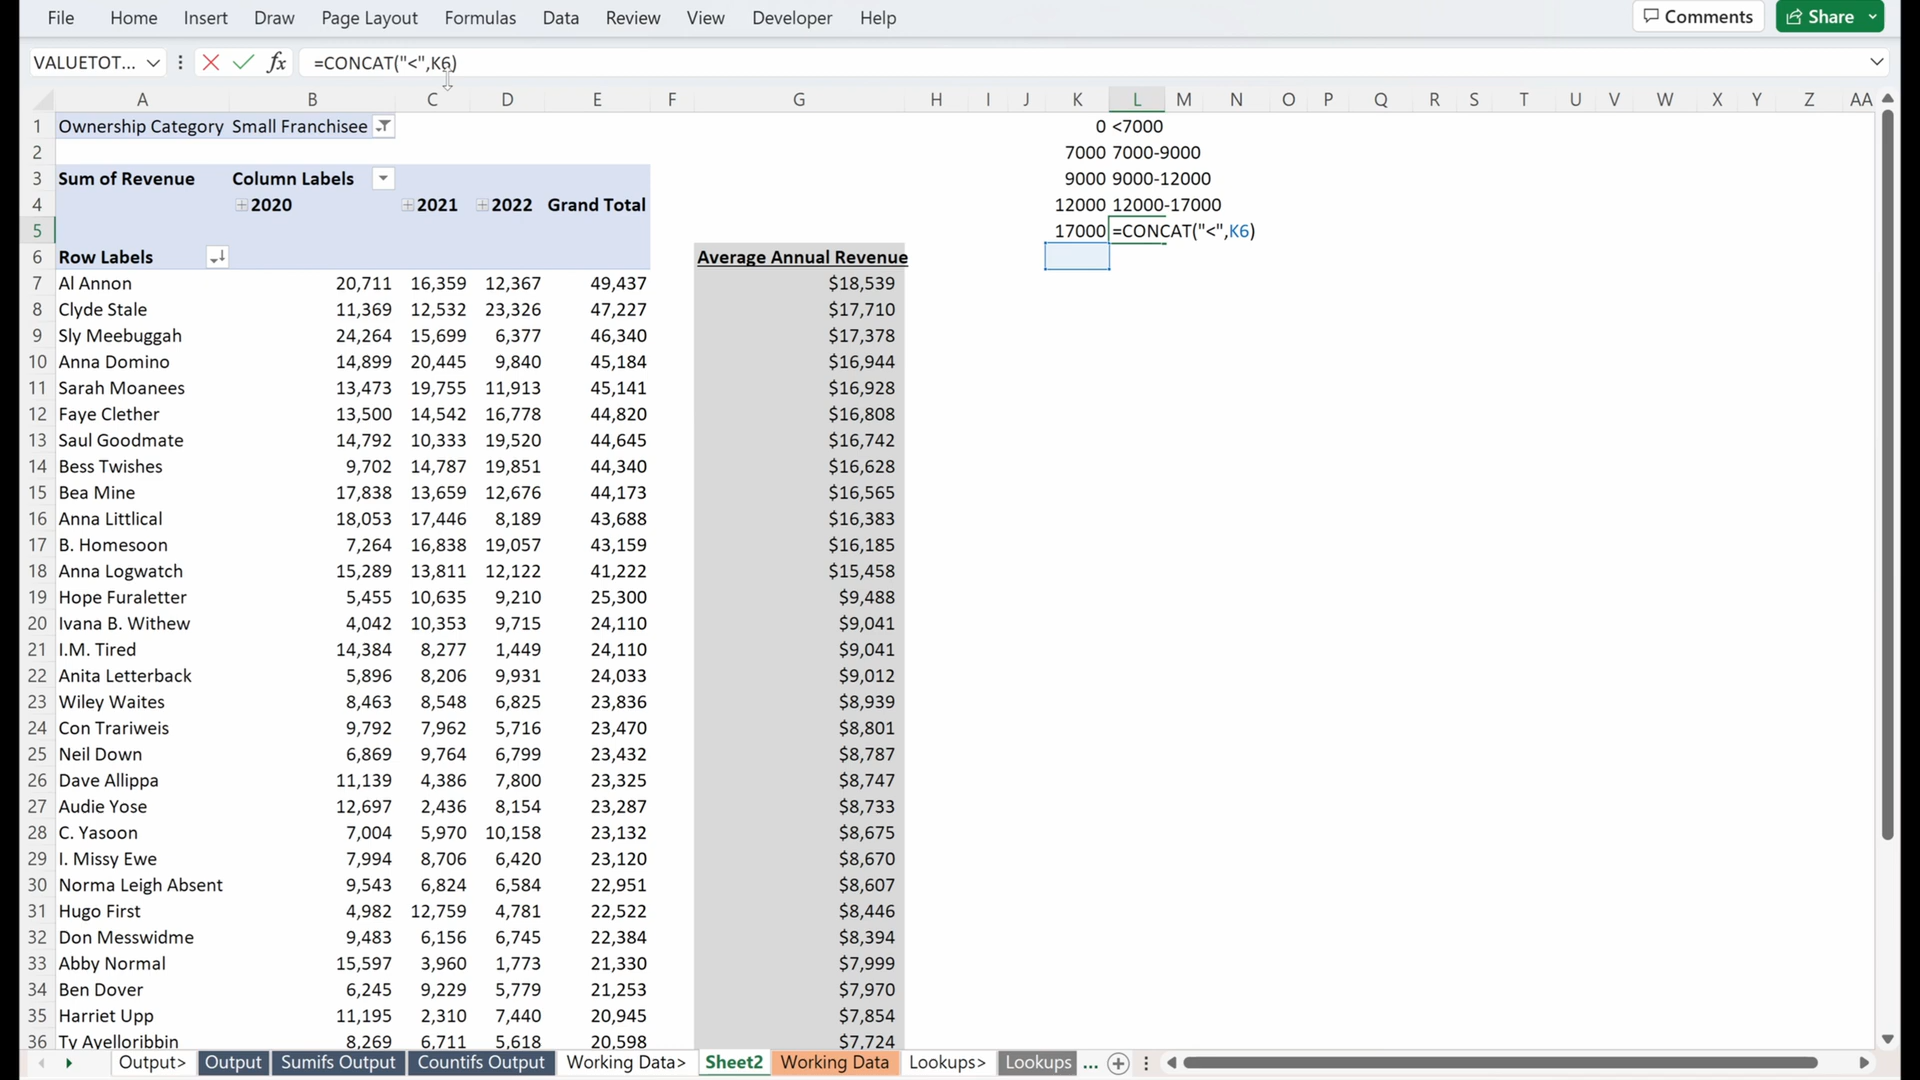 File Home Insert Draw Page Layout Formulas Data Review View Developer Help Comments Share
VALUETOT... fx =CONCAT("<",K6)
A B C D E F G H I J K L M N O P Q R S T U V W X Y Z AA
1 Ownership Category Small Franchisee 0 <7000
2 7000 7000-9000
3 Sum of Revenue Column Labels 9000 9000-12000
4 2020 2021 2022 Grand Total 12000 12000-17000
5 17000 =CONCAT("<",K6)
6 Row Labels Average Annual Revenue
7 Al Annon 20,711 16,359 12,367 49,437 $18,539
8 Clyde Stale 11,369 12,532 23,326 47,227 $17,710
9 Sly Meebuggah 24,264 15,699 6,377 46,340 $17,378
10 Anna Domino 14,899 20,445 9,840 45,184 $16,944
11 Sarah Moanees 13,473 19,755 11,913 45,141 $16,928
12 Faye Clether 13,500 14,542 16,778 44,820 $16,808
13 Saul Goodmate 14,792 10,333 19,520 44,645 $16,742
14 Bess Twishes 9,702 14,787 19,851 44,340 $16,628
15 Bea Mine 17,838 13,659 12,676 44,173 $16,565
16 Anna Littlical 18,053 17,446 8,189 43,688 $16,383
17 B. Homesoon 7,264 16,838 19,057 43,159 $16,185
18 Anna Logwatch 15,289 13,811 12,122 41,222 $15,458
19 Hope Furaletter 5,455 10,635 9,210 25,300 $9,488
20 Ivana B. Withew 4,042 10,353 9,715 24,110 $9,041
21 I.M. Tired 14,384 8,277 1,449 24,110 $9,041
22 Anita Letterback 5,896 8,206 9,931 24,033 $9,012
23 Wiley Waites 8,463 8,548 6,825 23,836 $8,939
24 Con Trariweis 9,792 7,962 5,716 23,470 $8,801
25 Neil Down 6,869 9,764 6,799 23,432 $8,787
26 Dave Allippa 11,139 4,386 7,800 23,325 $8,747
27 Audie Yose 12,697 2,436 8,154 23,287 $8,733
28 C. Yasoon 7,004 5,970 10,158 23,132 $8,675
29 I. Missy Ewe 7,994 8,706 6,420 23,120 $8,670
30 Norma Leigh Absent 9,543 6,824 6,584 22,951 $8,607
31 Hugo First 4,982 12,759 4,781 22,522 $8,446
32 Don Messwidme 9,483 6,156 6,745 22,384 $8,394
33 Abby Normal 15,597 3,960 1,773 21,330 $7,999
34 Ben Dover 6,245 9,229 5,779 21,253 $7,970
35 Harriet Upp 11,195 2,310 7,440 20,945 $7,854
36 Ty Ayelloribbin 8,269 6,711 5,618 20,598 $7,724
Output> Output Sumifs Output Countifs Output Working Data> Sheet2 Working Data Lookups> Lookups ...